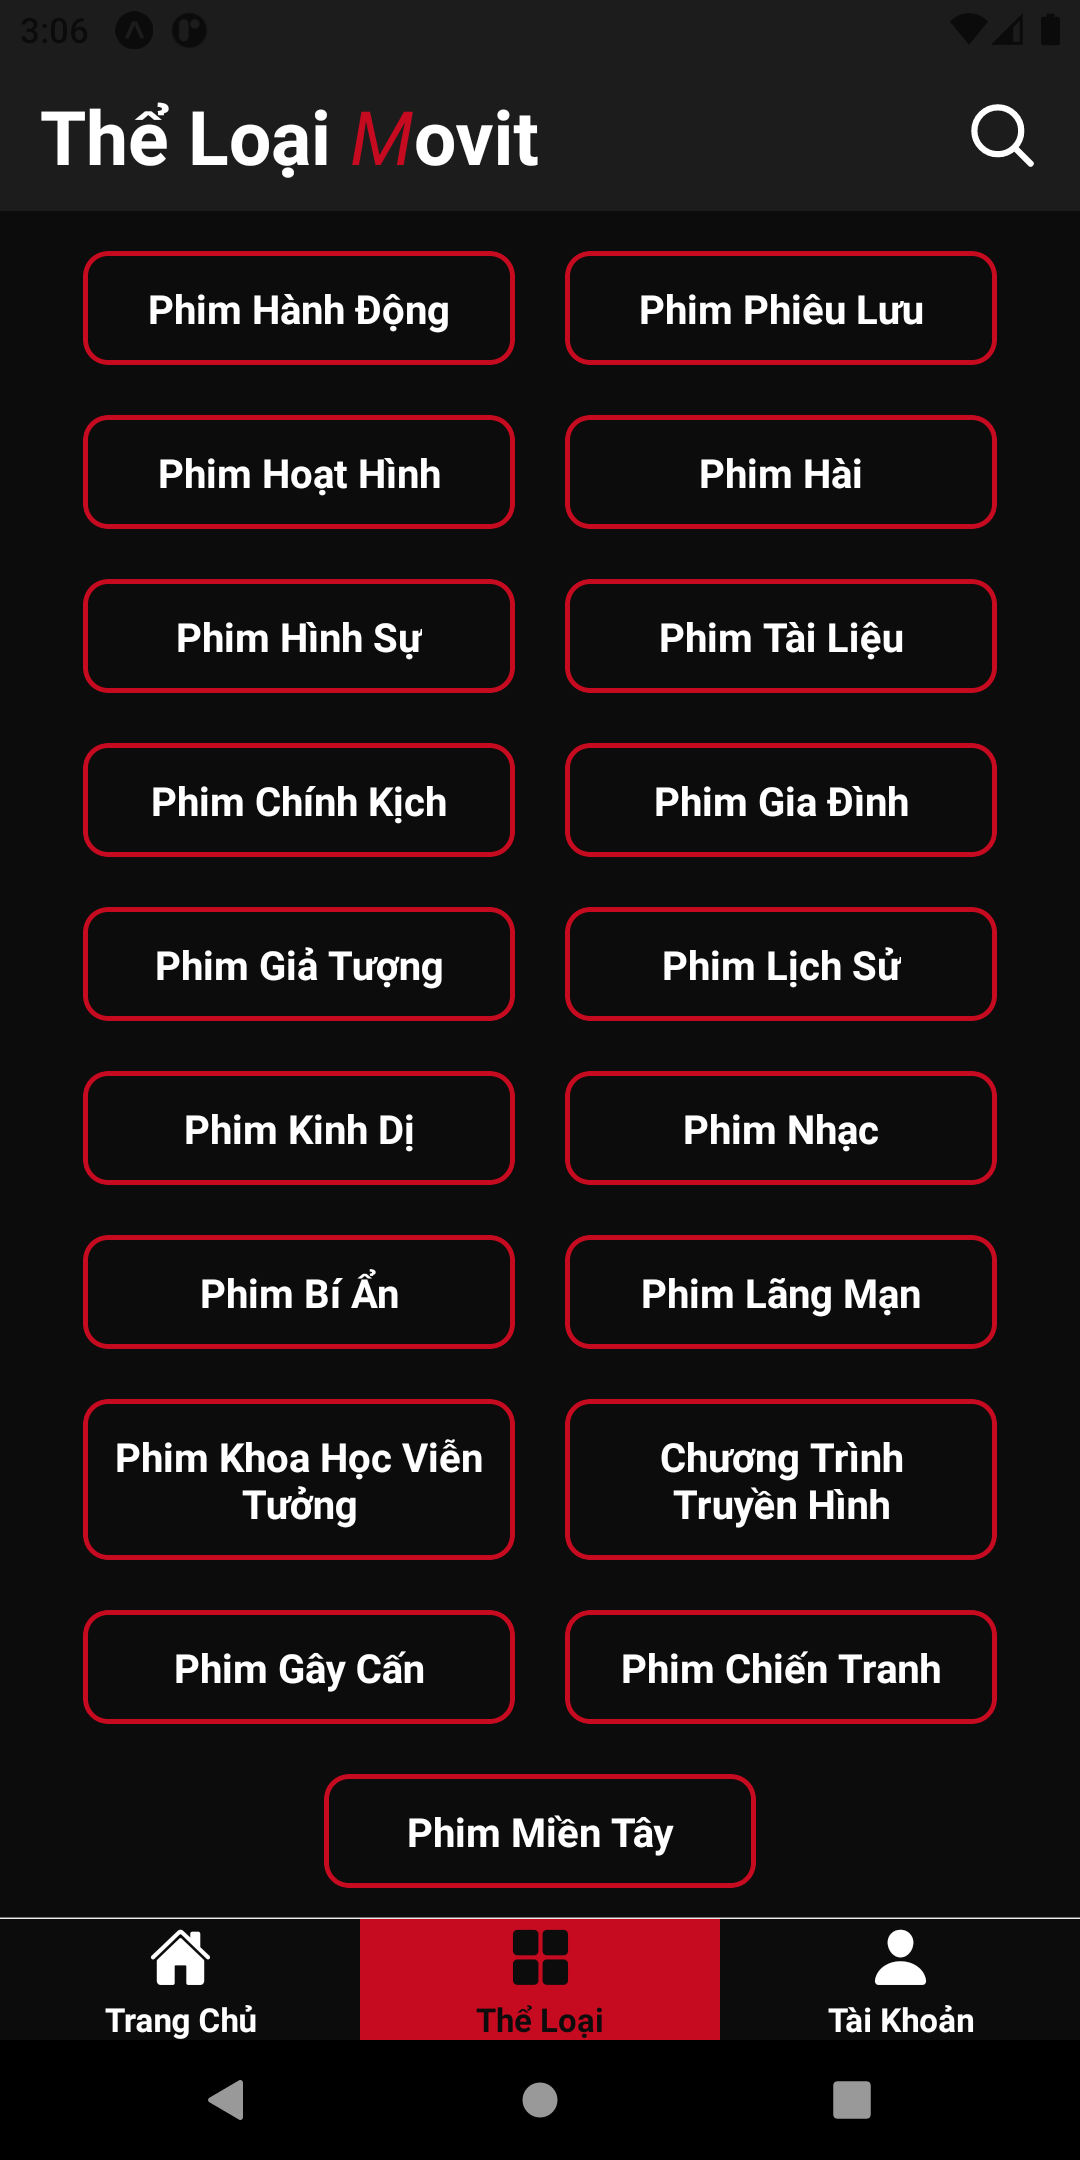 3:06
Thể Loại Movit
Phim Hành Động
Phim Phiêu Lưu
Phim Hoạt Hình
Phim Hài
Phim Hình Sự
Phim Tài Liệu
Phim Chính Kịch
Phim Gia Đình
Phim Giả Tượng
Phim Lịch Sử
Phim Kinh Dị
Phim Nhạc
Phim Bí Ẩn
Phim Lãng Mạn
Phim Khoa Học Viễn
Tưởng
Chương Trình
Truyền Hình
Phim Gây Cấn
Phim Chiến Tranh
Phim Miền Tây
Trang Chủ
Thể Loại
Tài Khoản